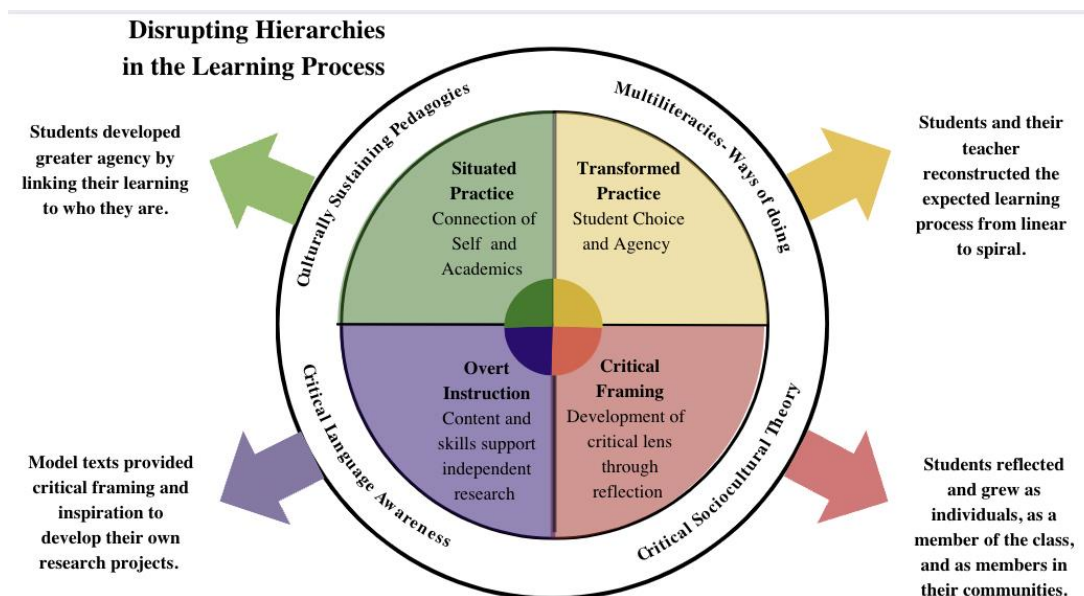 Disrupting Hierarchies
in the Learning Process
Culturally Sustaining Pedagogies
Multiliteracies- Ways of doing
Students developed
greater agency by
linking their learning
to who they are.
Situated
Practice
Connection of
Self and
Academics
Transformed
Practice
Student Choice
and Agency
Students and their
teacher
reconstructed the
expected learning
process from linear
to spiral.
Critical Language Awareness
Critical Sociocultural Theory
Model texts provided
critical framing and
inspiration to
develop their own
research projects.
Overt
Instruction
Content and
skills support
independent
research
Critical
Framing
Development of
critical lens
through
reflection
Students reflected
and grew as
individuals, as a
member of the class,
and as members in
their communities.